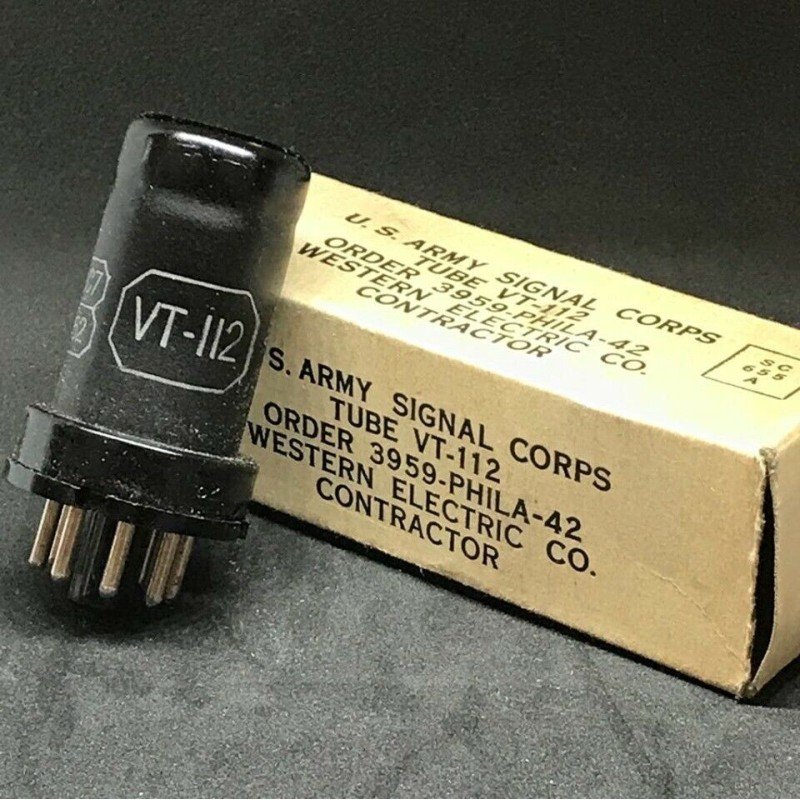 U. S. ARMY SIGNAL CORPS
TUBE VT-112
ORDER 3959-PHILA-42
WESTERN ELECTRIC CO.
CONTRACTOR
SC
655
A
S. ARMY SIGNAL CORPS
TUBE VT-112
ORDER 3959-PHILA-42
WESTERN ELECTRIC CO.
CONTRACTOR
VT-112